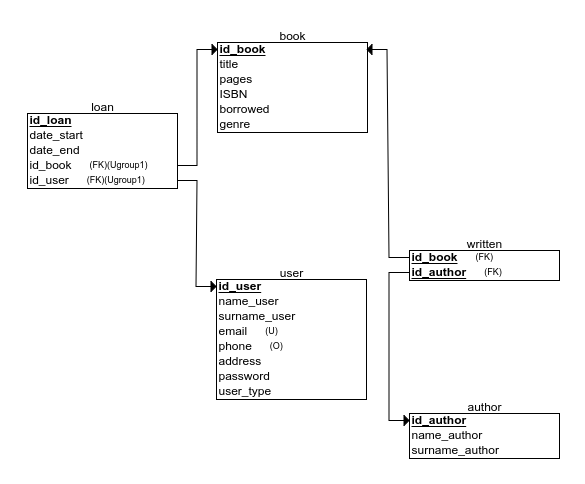 book
id_book
title
pages
ISBN
borrowed
genre
loan
id_loan
date_start
date_end
id_book (FK)(Ugroup1)
id_user (FK)(Ugroup1)
written
id_book (FK)
id_author (FK)
user
id_user
name_user
surname_user
email (U)
phone (O)
address
password
user_type
author
id_author
name_author
surname_author